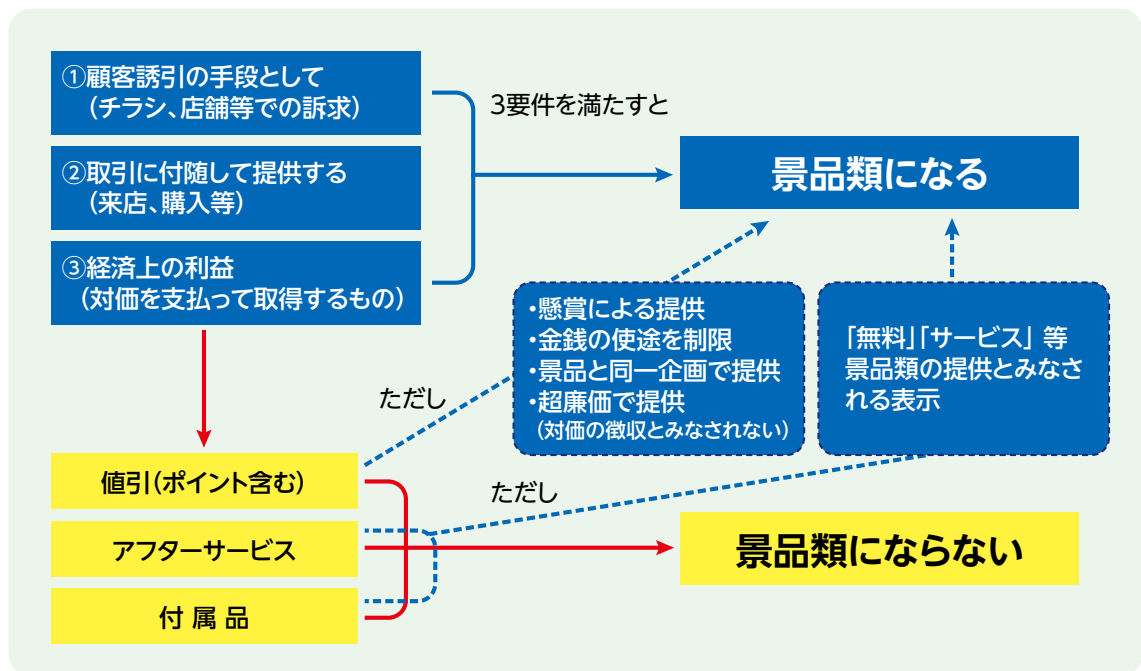 ①顧客誘引の手段として
（チラシ、店舗等での訴求）
②取引に付随して提供する
（来店、購入等）
③経済上の利益
（対価を支払って取得するもの）
3要件を満たすと
景品類になる
・懸賞による提供
・金銭の使途を制限
・景品と同一企画で提供
・超廉価で提供
（対価の徴収とみなされない）
「無料」「サービス」 等
景品類の提供とみなさ
れる表示
ただし
値引（ポイント含む）
アフターサービス
付 属 品
ただし
景品類にならない